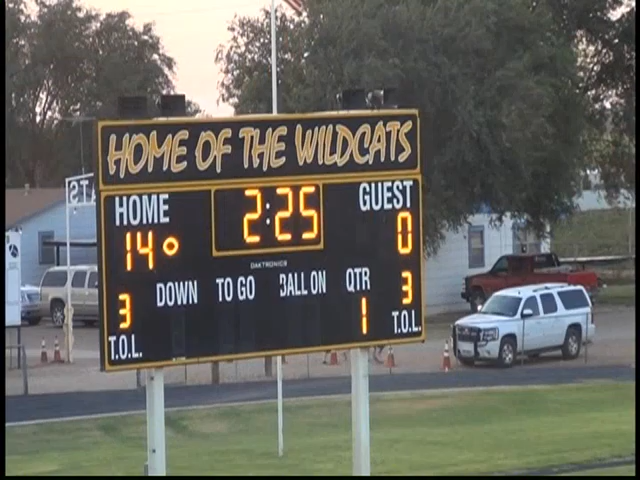 HOME OF THE WILDCATS
HOME 2:25 GUEST
14 0
DAKTRONICS
DOWN TO GO BALL ON QTR
3 1 3
T.O.L. T.O.L.